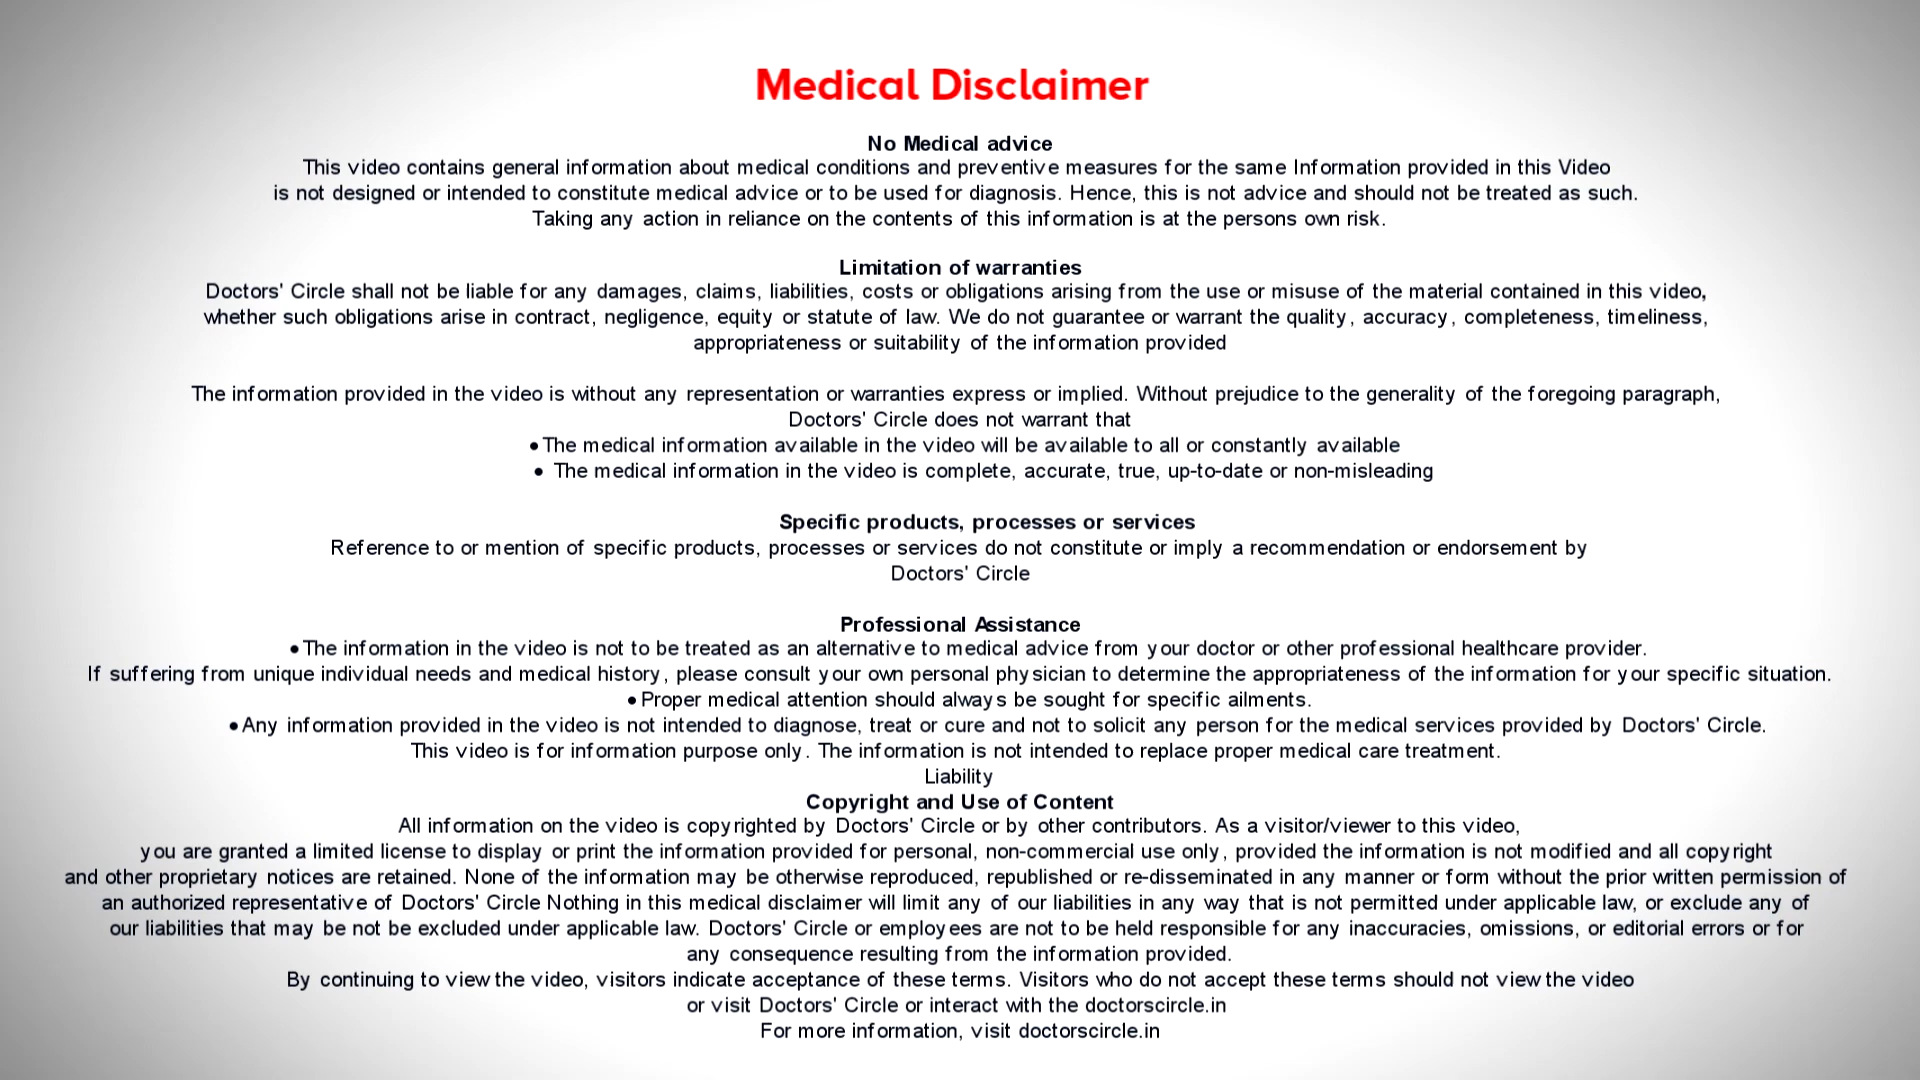 Medical Disclaimer
No Medical advice
This video contains general information about medical conditions and preventive measures for the same Information provided in this Video
is not designed or intended to constitute medical advice or to be used for diagnosis. Hence, this is not advice and should not be treated as such.
Taking any action in reliance on the contents of this information is at the persons own risk.
Limitation of warranties
Doctors' Circle shall not be liable for any damages, claims, liabilities, costs or obligations arising from the use or misuse of the material contained in this video,
whether such obligations arise in contract, negligence, equity or statute of law. We do not guarantee or warrant the quality, accuracy, completeness, timeliness,
appropriateness or suitability of the information provided
The information provided in the video is without any representation or warranties express or implied. Without prejudice to the generality of the foregoing paragraph,
Doctors' Circle does not warrant that
• The medical information available in the video will be available to all or constantly available
• The medical information in the video is complete, accurate, true, up-to-date or non-misleading
Specific products, processes or services
Reference to or mention of specific products, processes or services do not constitute or imply a recommendation or endorsement by
Doctors' Circle
Professional Assistance
• The information in the video is not to be treated as an alternative to medical advice from your doctor or other professional healthcare provider.
If suffering from unique individual needs and medical history, please consult your own personal physician to determine the appropriateness of the information for your specific situation.
• Proper medical attention should always be sought for specific ailments.
• Any information provided in the video is not intended to diagnose, treat or cure and not to solicit any person for the medical services provided by Doctors' Circle.
This video is for information purpose only. The information is not intended to replace proper medical care treatment.
Liability
Copyright and Use of Content
All information on the video is copyrighted by Doctors' Circle or by other contributors. As a visitor/viewer to this video,
you are granted a limited license to display or print the information provided for personal, non-commercial use only, provided the information is not modified and all copyright
and other proprietary notices are retained. None of the information may be otherwise reproduced, republished or re-disseminated in any manner or form without the prior written permission of
an authorized representative of Doctors' Circle Nothing in this medical disclaimer will limit any of our liabilities in any way that is not permitted under applicable law, or exclude any of
our liabilities that may be not be excluded under applicable law. Doctors' Circle or employees are not to be held responsible for any inaccuracies, omissions, or editorial errors or for
any consequence resulting from the information provided.
By continuing to view the video, visitors indicate acceptance of these terms. Visitors who do not accept these terms should not view the video
or visit Doctors' Circle or interact with the doctorscircle.in
For more information, visit doctorscircle.in